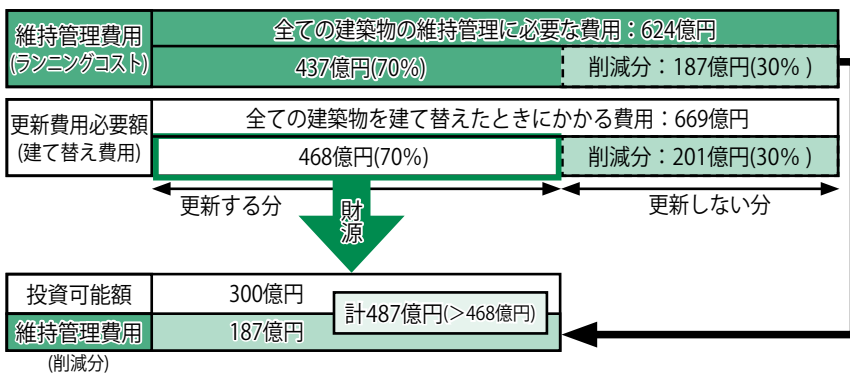 維持管理費用
(ランニングコスト)
全ての建築物の維持管理に必要な費用：624億円
437億円(70%)
削減分：187億円(30% )
更新費用必要額
(建て替え費用)
全ての建築物を建て替えたときにかかる費用：669億円
468億円(70%)
削減分：201億円(30% )
更新する分
更新しない分
財源
投資可能額
300億円
計487億円(>468億円)
維持管理費用
187億円
(削減分)